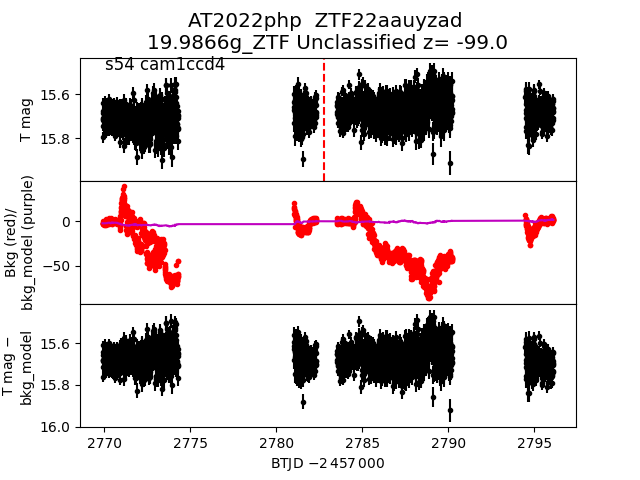 AT2022php  ZTF22aauyzad
19.9866g_ZTF Unclassified z= -99.0
s54 cam1ccd4
15.6
15.8
T mag
0
−50
Bkg (red)/
bkg_model (purple)
15.6
15.8
16.0
T mag −
bkg_model
2770 2775 2780 2785 2790 2795
BTJD −2 457 000